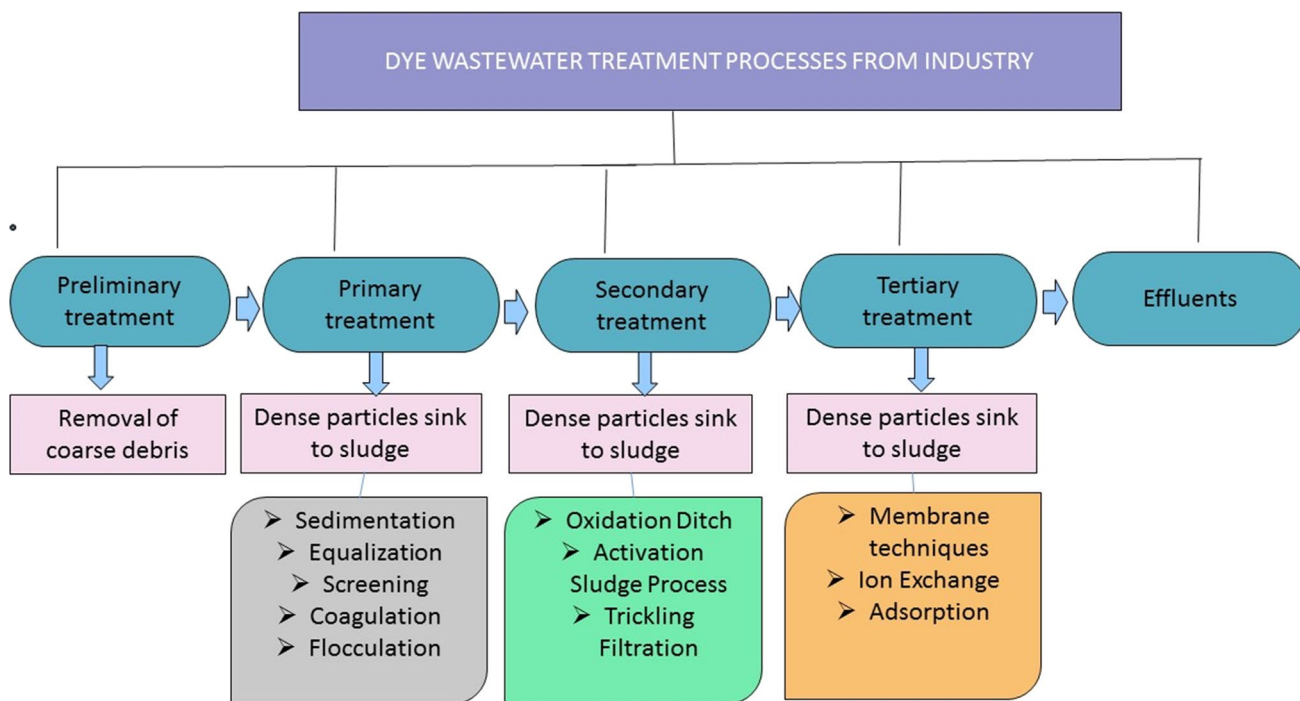 DYE WASTEWATER TREATMENT PROCESSES FROM INDUSTRY
Preliminary
treatment
Primary
treatment
Secondary
treatment
Tertiary
treatment
Effluents
Removal of
coarse debris
Dense particles sink
to sludge
Dense particles sink
to sludge
Dense particles sink
to sludge
➢ Sedimentation
➢ Equalization
➢ Screening
➢ Coagulation
➢ Flocculation
➢ Oxidation Ditch
➢ Activation
Sludge Process
➢ Trickling
Filtration
➢ Membrane
techniques
➢ Ion Exchange
➢ Adsorption